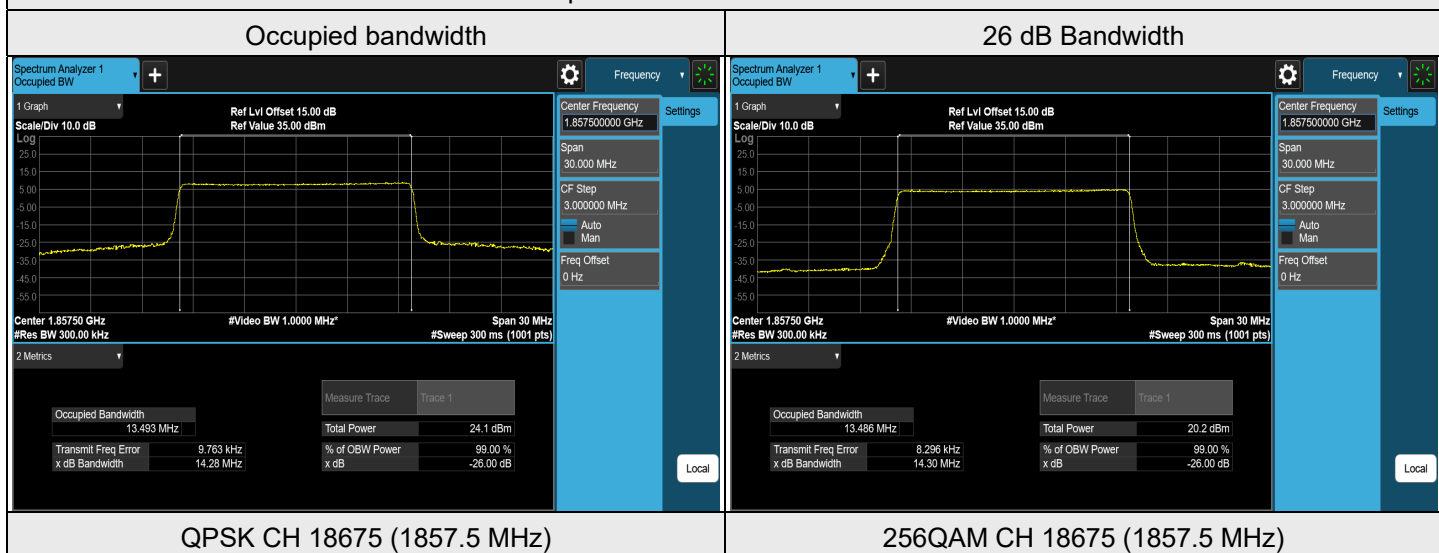 Occupied bandwidth
26 dB Bandwidth
Spectrum Analyzer 1
Occupied BW
+
Frequency
Settings
1 Graph
Scale/Div 10.0 dB
Log
Ref Lvl Offset 15.00 dB
Ref Value 35.00 dBm
25.0
15.0
5.00
-5.00
-15.0
-25.0
-35.0
-45.0
-55.0
Center 1.85750 GHz
#Res BW 300.00 kHz
#Video BW 1.0000 MHz*
Span 30 MHz
#Sweep 300 ms (1001 pts)
Center Frequency
1.857500000 GHz
Span
30.000 MHz
CF Step
3.000000 MHz
Auto
Man
Freq Offset
0 Hz
2 Metrics
Measure Trace Trace 1
Occupied Bandwidth
13.493 MHz
Total Power 24.1 dBm
Transmit Freq Error 9.763 kHz
% of OBW Power 99.00 %
x dB Bandwidth 14.28 MHz
x dB -26.00 dB
Local
Spectrum Analyzer 1
Occupied BW
+
Frequency
Settings
1 Graph
Scale/Div 10.0 dB
Log
Ref Lvl Offset 15.00 dB
Ref Value 35.00 dBm
25.0
15.0
5.00
-5.00
-15.0
-25.0
-35.0
-45.0
-55.0
Center 1.85750 GHz
#Res BW 300.00 kHz
#Video BW 1.0000 MHz*
Span 30 MHz
#Sweep 300 ms (1001 pts)
Center Frequency
1.857500000 GHz
Span
30.000 MHz
CF Step
3.000000 MHz
Auto
Man
Freq Offset
0 Hz
2 Metrics
Measure Trace Trace 1
Occupied Bandwidth
13.486 MHz
Total Power 20.2 dBm
Transmit Freq Error 8.296 kHz
% of OBW Power 99.00 %
x dB Bandwidth 14.30 MHz
x dB -26.00 dB
Local
QPSK CH 18675 (1857.5 MHz)
256QAM CH 18675 (1857.5 MHz)